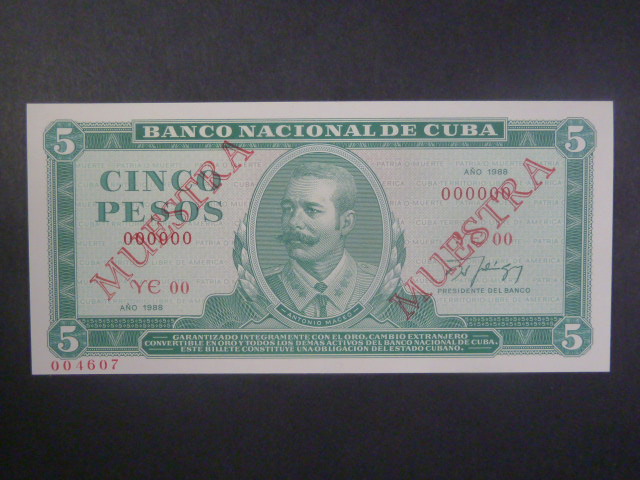 BANCO NACIONAL DE CUBA
5
5
CINCO
PESOS
AÑO 1988
000000
000000
00
YE 00
AÑO 1988
MUESTRA
MUESTRA
PRESIDENTE DEL BANCO
ANTONIO MACEO
5
5
GARANTIZADO INTEGRAMENTE CON EL ORO, CAMBIO EXTRANJERO
CONVERTIBLE EN ORO Y TODOS LOS DEMAS ACTIVOS DEL BANCO NACIONAL DE CUBA.
ESTE BILLETE CONSTITUYE UNA OBLIGACION DEL ESTADO CUBANO.
004607